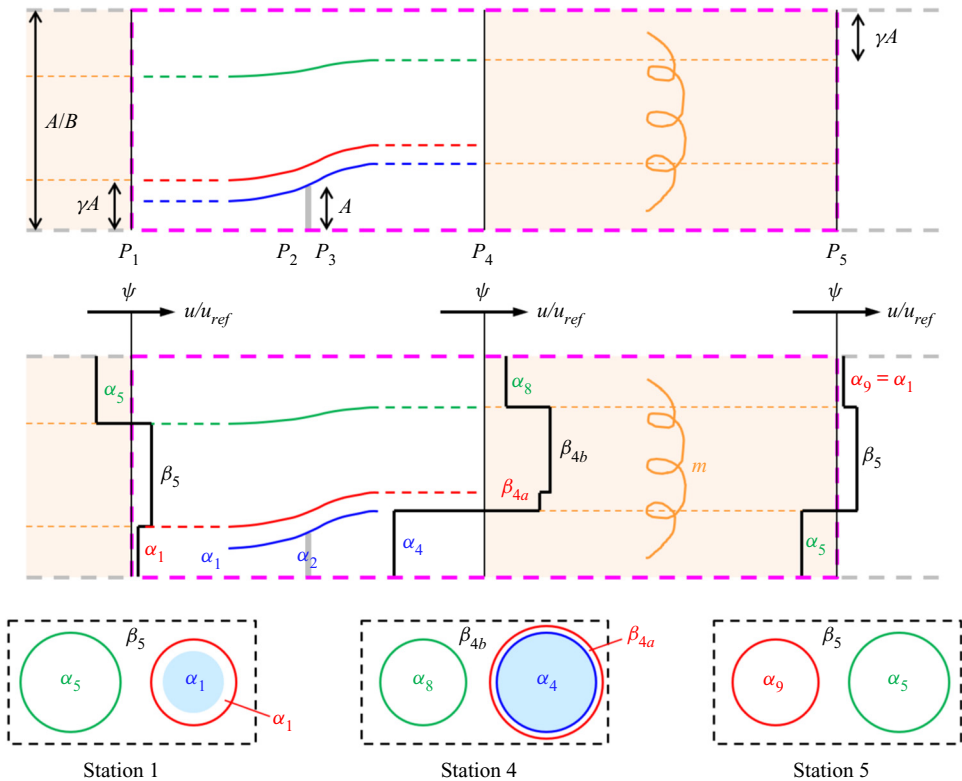 γA
A/B
γA
A
P1 P2 P3 P4 P5
ψ u/uref ψ u/uref ψ u/uref
α5 α8 α9 = α1
β5 β4b β5
β4a m
α1 α1 α2 α4 α5
β5 β4b β4a β5
α5 α1 α8 α4 α9 α5
α1
Station 1 Station 4 Station 5